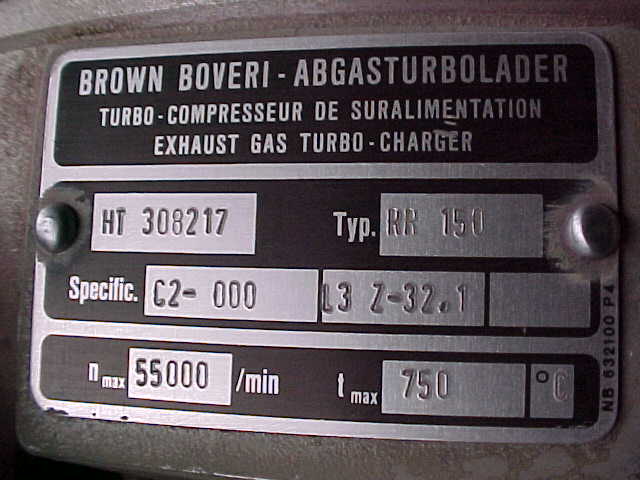 BROWN BOVERI - ABGASTURBOLADER
TURBO - COMPRESSEUR DE SURALIMENTATION
EXHAUST GAS TURBO - CHARGER
HT 308217 Typ. RR 150
Specific. C2- 000 L3 Z-32.1
n max 55000 /min t max 750 °C
NB 632100 P4